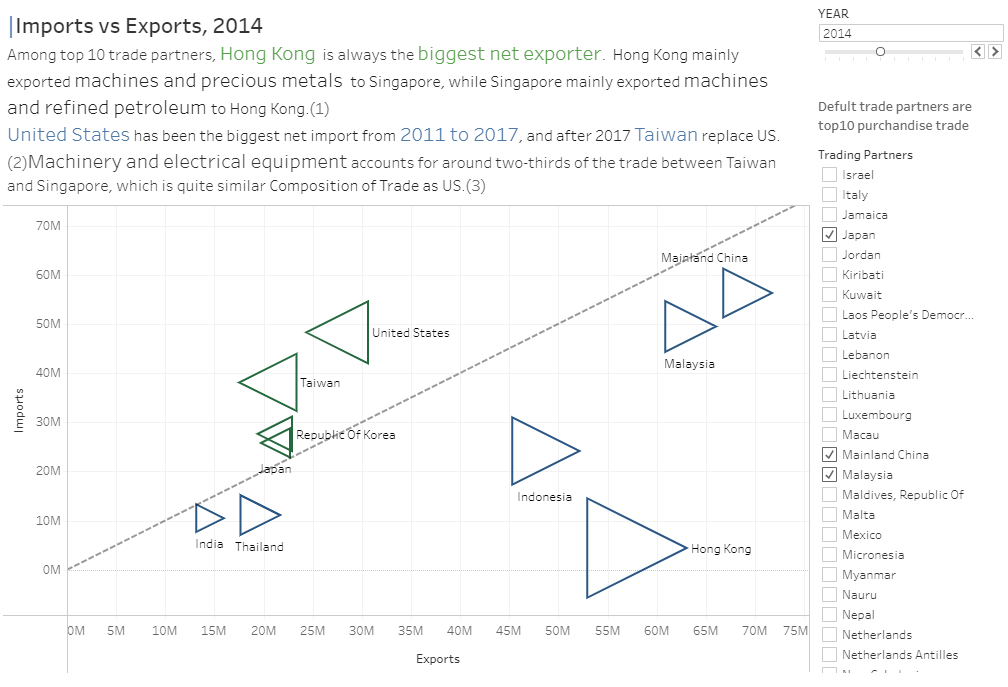 Imports vs Exports, 2014
Among top 10 trade partners, Hong Kong is always the biggest net exporter. Hong Kong mainly
exported machines and precious metals to Singapore, while Singapore mainly exported machines
and refined petroleum to Hong Kong.(1)
United States has been the biggest net import from 2011 to 2017, and after 2017 Taiwan replace US.
(2)Machinery and electrical equipment accounts for around two-thirds of the trade between Taiwan
and Singapore, which is quite similar Composition of Trade as US.(3)
70M
60M
50M
40M
30M
20M
10M
0M
Imports
Mainland China
Malaysia
United States
Taiwan
Republic Of Korea
Japan
Indonesia
Hong Kong
India
Thailand
0M 5M 10M 15M 20M 25M 30M 35M 40M 45M 50M 55M 60M 65M 70M 75M
Exports
YEAR
2014
Defult trade partners are
top10 purchandise trade
Trading Partners
Israel
Italy
Jamaica
Japan
Jordan
Kiribati
Kuwait
Laos People's Democr...
Latvia
Lebanon
Liechtenstein
Lithuania
Luxembourg
Macau
Mainland China
Malaysia
Maldives, Republic Of
Malta
Mexico
Micronesia
Myanmar
Nauru
Nepal
Netherlands
Netherlands Antilles